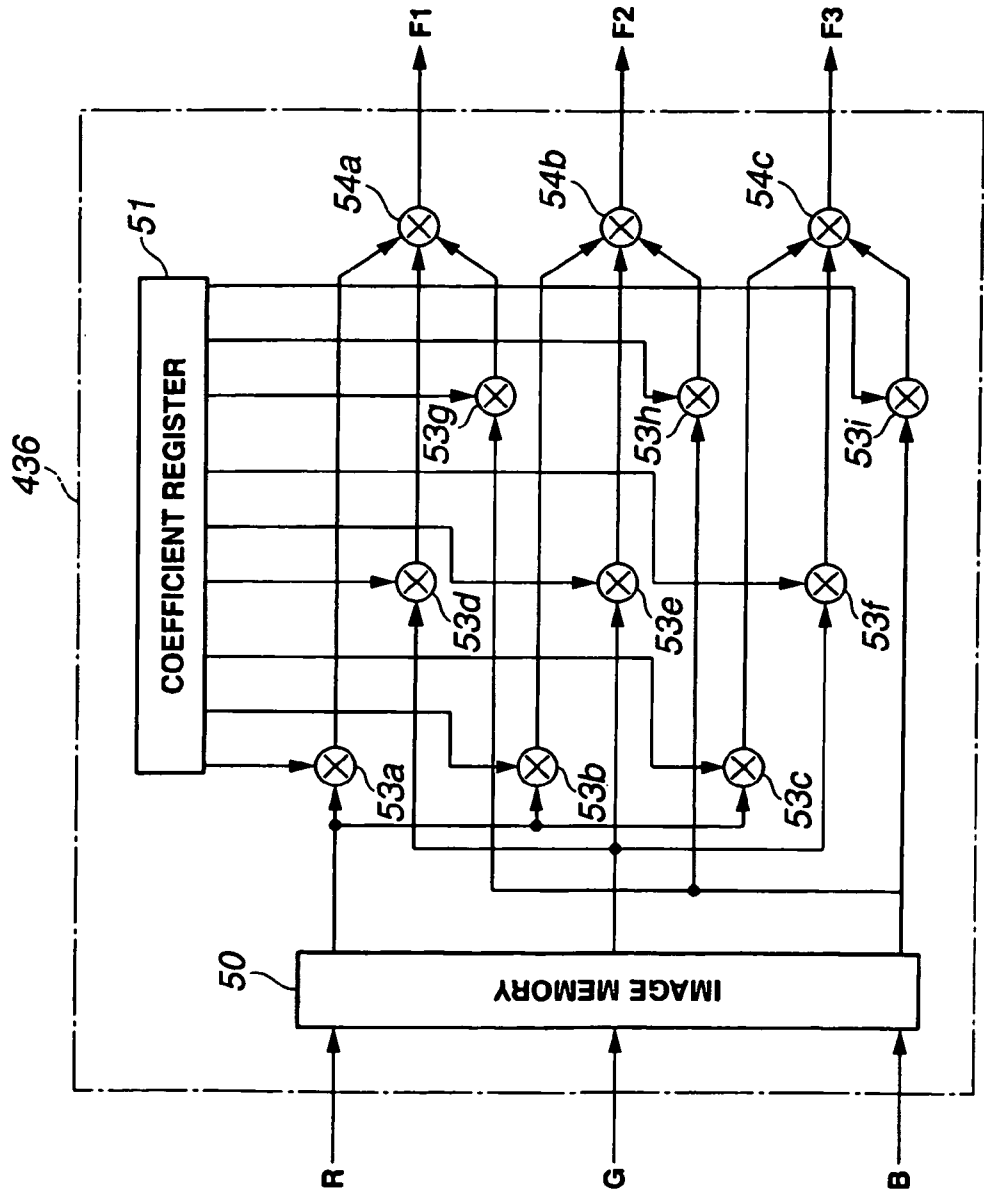 436
51
COEFFICIENT REGISTER
54a
F1
53g
53d
53a
54b
F2
53h
53e
53b
54c
F3
53i
53f
53c
50
IMAGE MEMORY
R
G
B